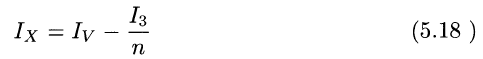 I_X = I_V - \frac{I_3}{n} (5.18 )